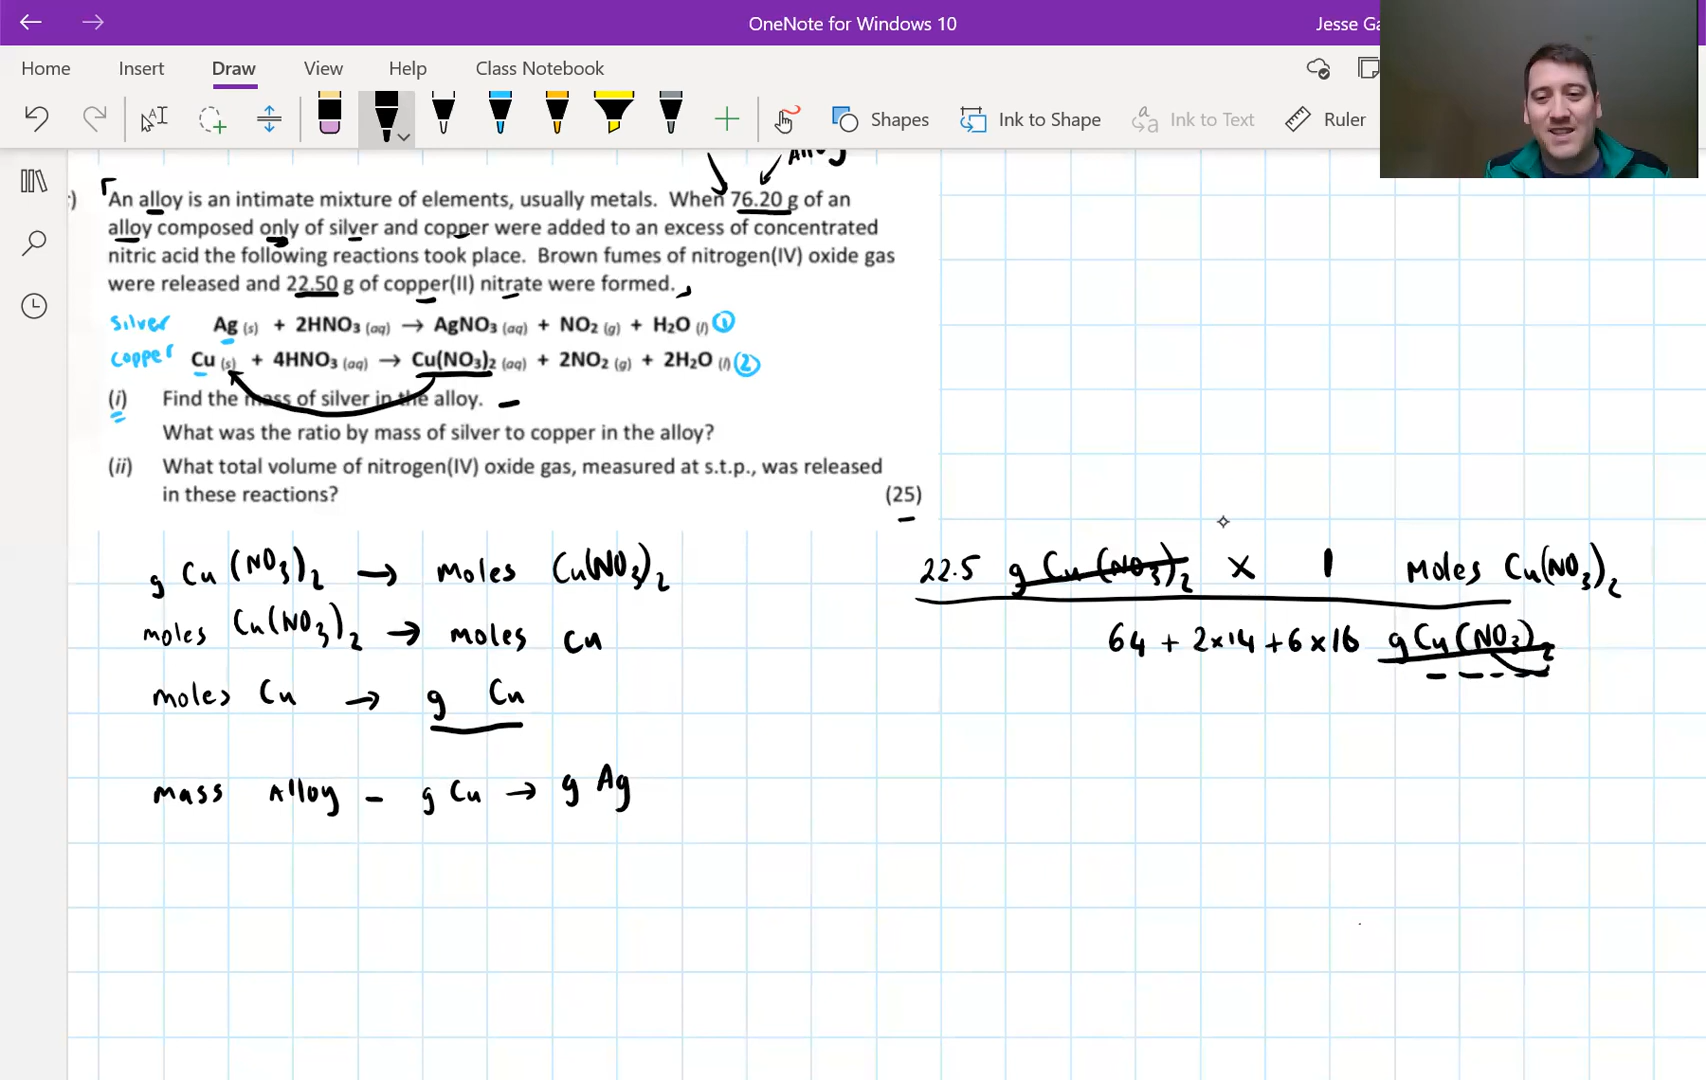 OneNote for Windows 10
Jesse Ga
Home Insert Draw View Help Class Notebook
Shapes Ink to Shape Ink to Text Ruler
Alloy
An alloy is an intimate mixture of elements, usually metals. When 76.20 g of an
alloy composed only of silver and copper were added to an excess of concentrated
nitric acid the following reactions took place. Brown fumes of nitrogen(IV) oxide gas
were released and 22.50 g of copper(II) nitrate were formed.
silver Ag (s) + 2HNO₃ (aq) → AgNO₃ (aq) + NO₂ (g) + H₂O (l) ①
copper Cu (s) + 4HNO₃ (aq) → Cu(NO₃)₂ (aq) + 2NO₂ (g) + 2H₂O (l) ②
(i) Find the mass of silver in the alloy.
What was the ratio by mass of silver to copper in the alloy?
(ii) What total volume of nitrogen(IV) oxide gas, measured at s.t.p., was released
in these reactions? (25)
g Cu (NO₃)₂ → Moles Cu(NO₃)₂
moles Cu(NO₃)₂ → moles Cu
moles Cu → g Cu
mass Alloy - g Cu → g Ag
22.5 g Cu (NO₃)₂ x 1 Moles Cu(NO₃)₂
64 + 2x14 + 6x16 g Cu (NO₃)₂